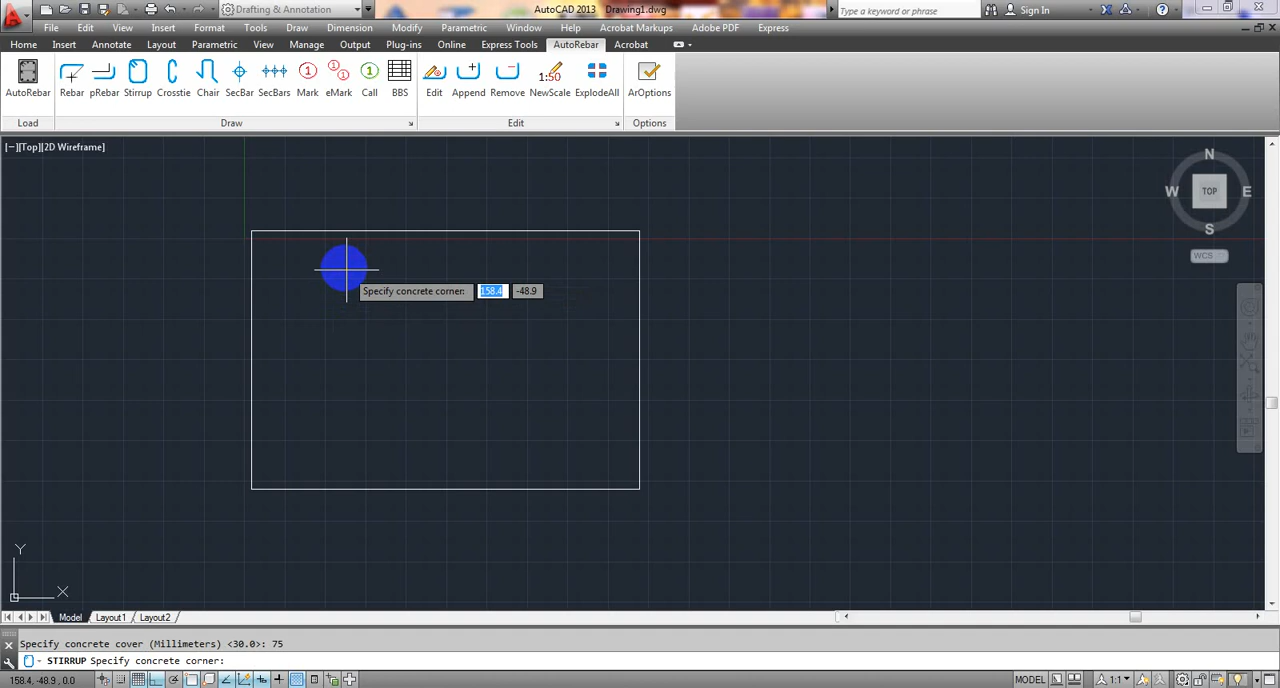 Drafting & Annotation AutoCAD 2013 Drawing1.dwg Type a keyword or phrase Sign In
File Edit View Insert Format Tools Draw Dimension Modify Parametric Window Help Acrobat Markups Adobe PDF Express
Home Insert Annotate Layout Parametric View Manage Output Plug-ins Online Express Tools AutoRebar Acrobat
1 1 1 1 1:50
AutoRebar Rebar pRebar Stirrup Crosstie Chair SecBar SecBars Mark eMark Call BBS Edit Append Remove NewScale ExplodeAll ArOptions
Load Draw Edit Options
[−][Top][2D Wireframe]
N
W TOP E
S
WCS
Specify concrete corner: 158.4 -48.9
Y
X
Model Layout1 Layout2
Specify concrete cover (Millimeters) <30.0>: 75
STIRRUP Specify concrete corner:
158.4, -48.9, 0.0 MODEL 1:1